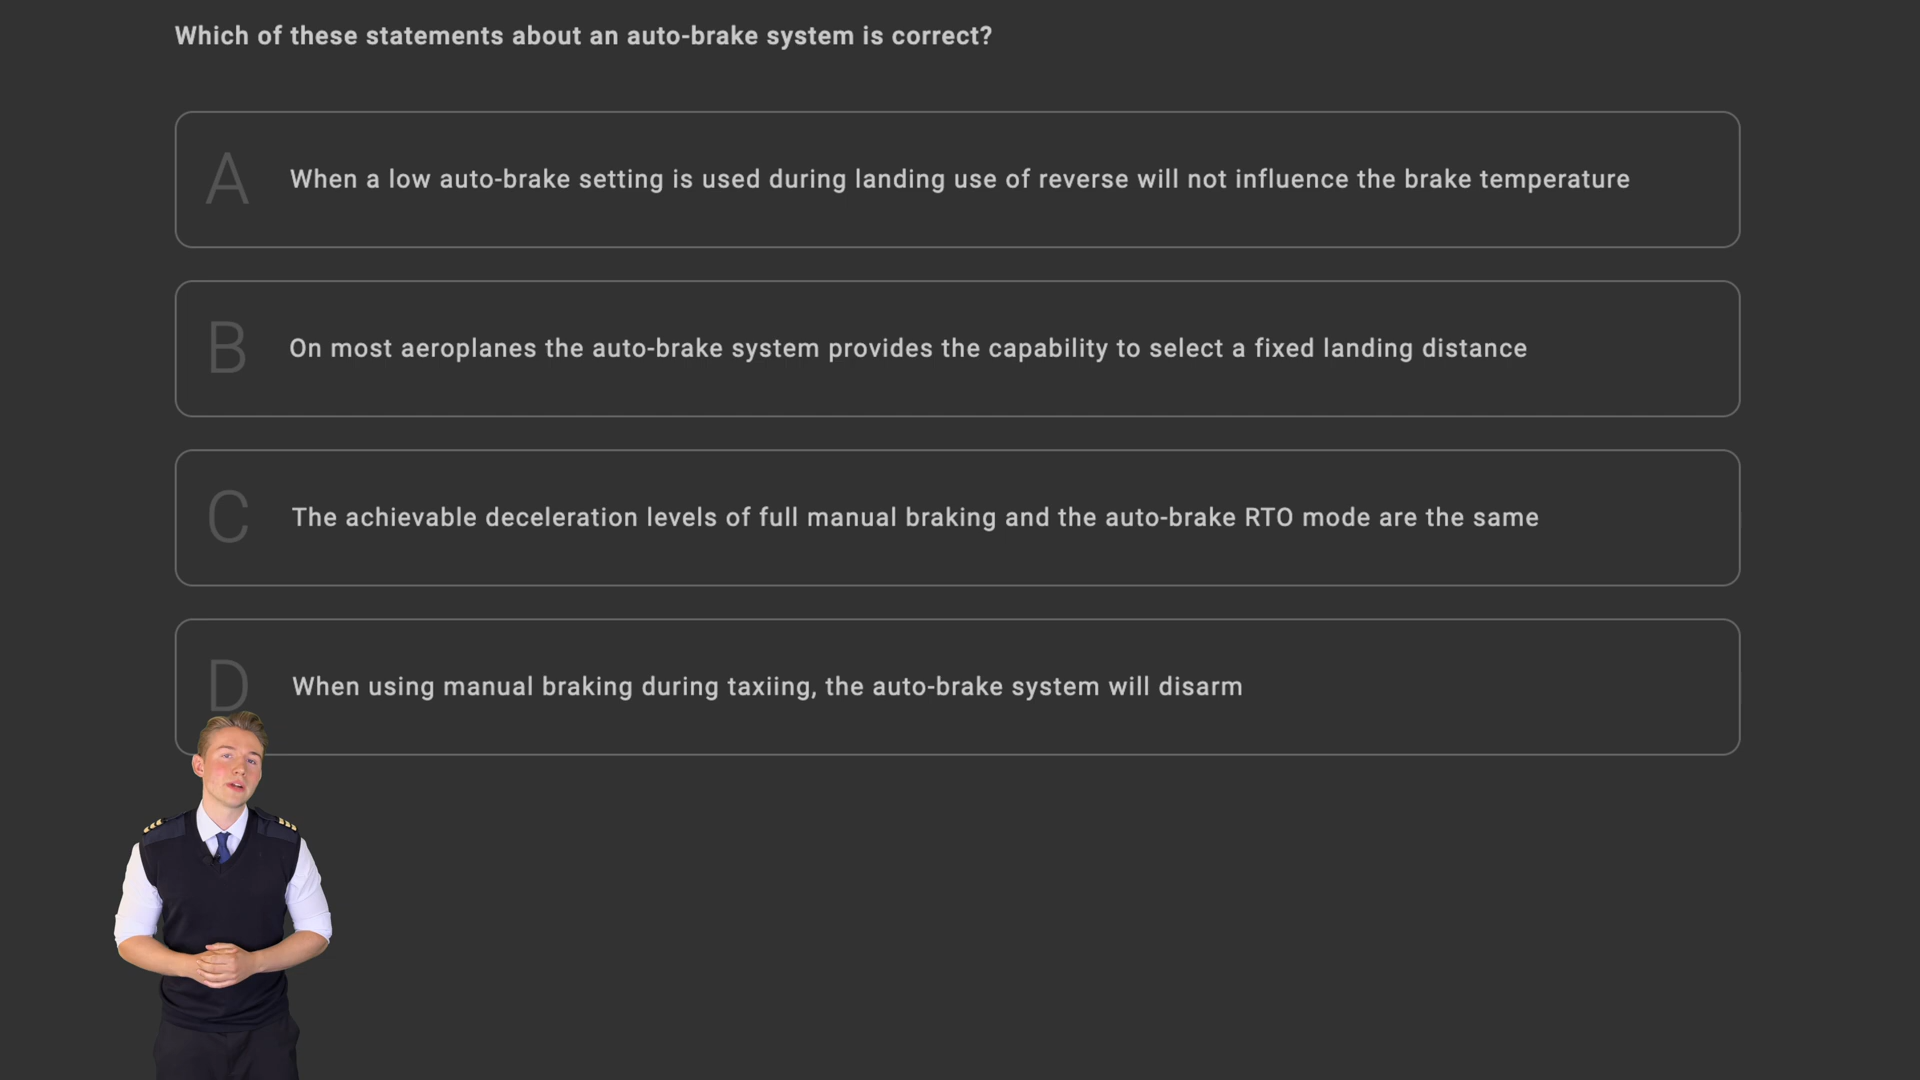 Which of these statements about an auto-brake system is correct?
A
When a low auto-brake setting is used during landing use of reverse will not influence the brake temperature
B
On most aeroplanes the auto-brake system provides the capability to select a fixed landing distance
C
The achievable deceleration levels of full manual braking and the auto-brake RTO mode are the same
D
When using manual braking during taxiing, the auto-brake system will disarm